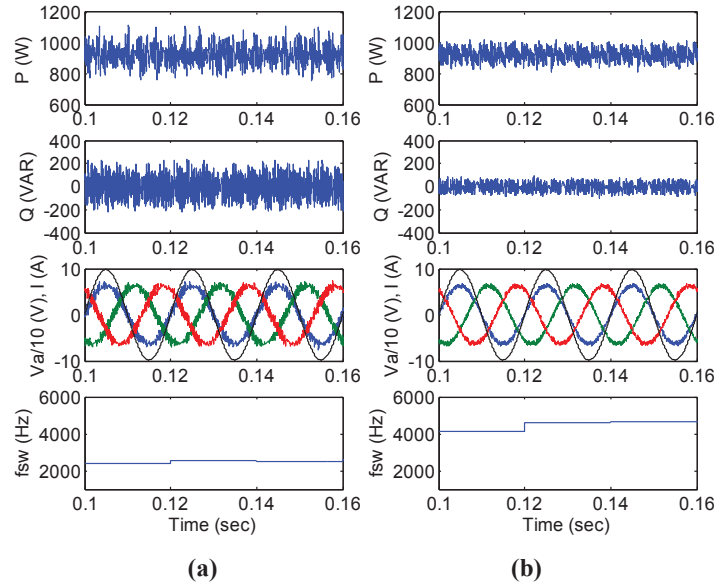 1200
1000
800
600
P (W)
0.1 0.12 0.14 0.16
400
200
0
-200
-400
Q (VAR)
0.1 0.12 0.14 0.16
10
0
-10
Va/10 (V), I (A)
0.1 0.12 0.14 0.16
6000
4000
2000
fsw (Hz)
0.1 0.12 0.14 0.16
Time (sec)
(a)
1200
1000
800
600
P (W)
0.1 0.12 0.14 0.16
400
200
0
-200
-400
Q (VAR)
0.1 0.12 0.14 0.16
10
0
-10
Va/10 (V), I (A)
0.1 0.12 0.14 0.16
6000
4000
2000
fsw (Hz)
0.1 0.12 0.14 0.16
Time (sec)
(b)